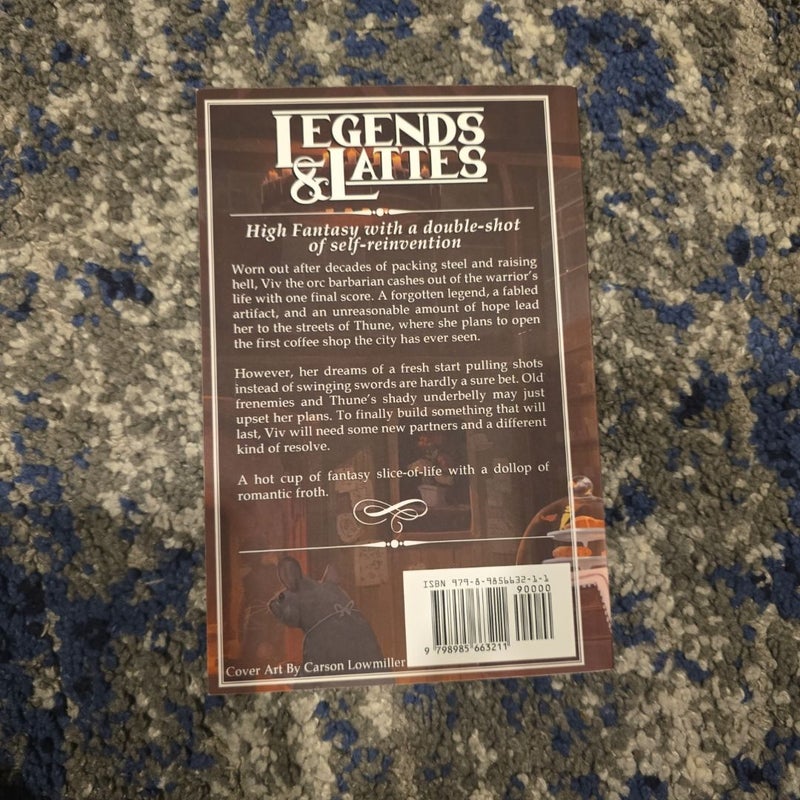 LEGENDS
& LATTES
High Fantasy with a double-shot
of self-reinvention
Worn out after decades of packing steel and raising
hell, Viv the orc barbarian cashes out of the warrior's
life with one final score. A forgotten legend, a fabled
artifact, and an unreasonable amount of hope lead
her to the streets of Thune, where she plans to open
the first coffee shop the city has ever seen.
However, her dreams of a fresh start pulling shots
instead of swinging swords are hardly a sure bet. Old
frenemies and Thune's shady underbelly may just
upset her plans. To finally build something that will
last, Viv will need some new partners and a different
kind of resolve.
A hot cup of fantasy slice-of-life with a dollop of
romantic froth.
ISBN 979-8-9856632-1-1
90000
9 798985 663211
Cover Art By Carson Lowmiller